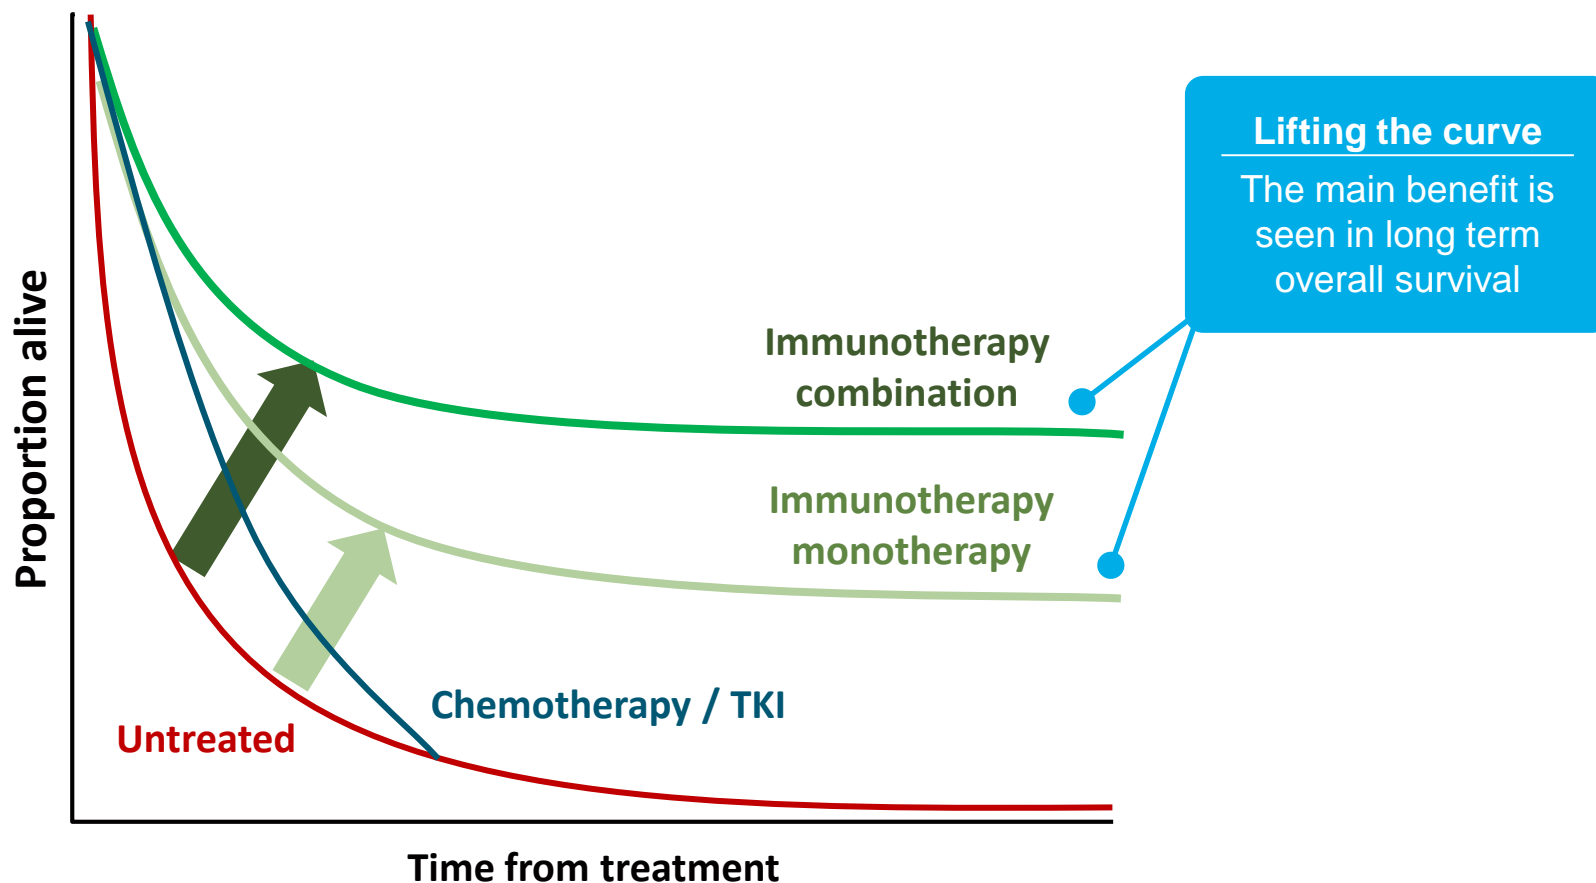 Lifting the curve
The main benefit is
seen in long term
overall survival
Immunotherapy
combination
Immunotherapy
monotherapy
Chemotherapy / TKI
Untreated
Proportion alive
Time from treatment